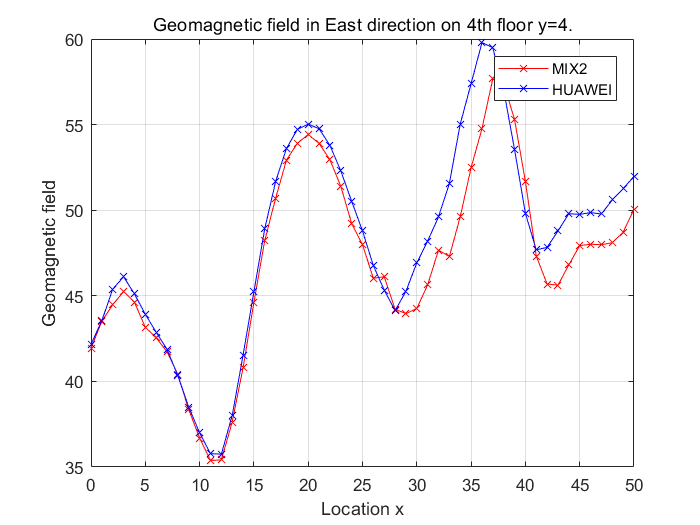 Geomagnetic field in East direction on 4th floor y=4.
60
MIX2
HUAWEI
55
50
Geomagnetic field
45
40
35
0 5 10 15 20 25 30 35 40 45 50
Location x